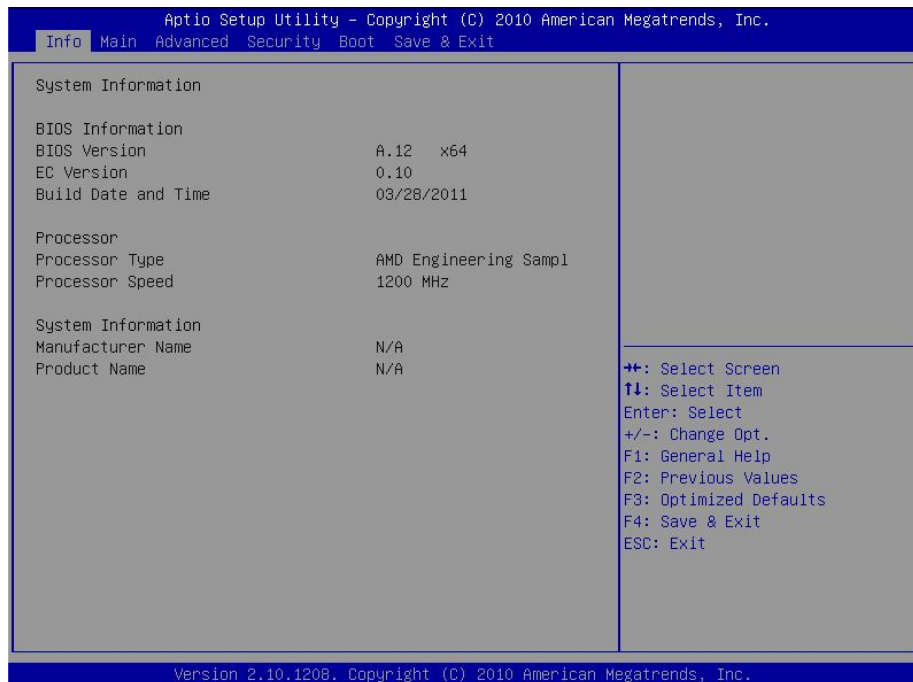 Aptio Setup Utility – Copyright (C) 2010 American Megatrends, Inc.
Info Main Advanced Security Boot Save & Exit
System Information
BIOS Information
BIOS Version A.12 x64
EC Version 0.10
Build Date and Time 03/28/2011
Processor
Processor Type AMD Engineering Sampl
Processor Speed 1200 MHz
System Information
Manufacturer Name N/A
Product Name N/A
→←: Select Screen
↑↓: Select Item
Enter: Select
+/-: Change Opt.
F1: General Help
F2: Previous Values
F3: Optimized Defaults
F4: Save & Exit
ESC: Exit
Version 2.10.1208. Copyright (C) 2010 American Megatrends, Inc.